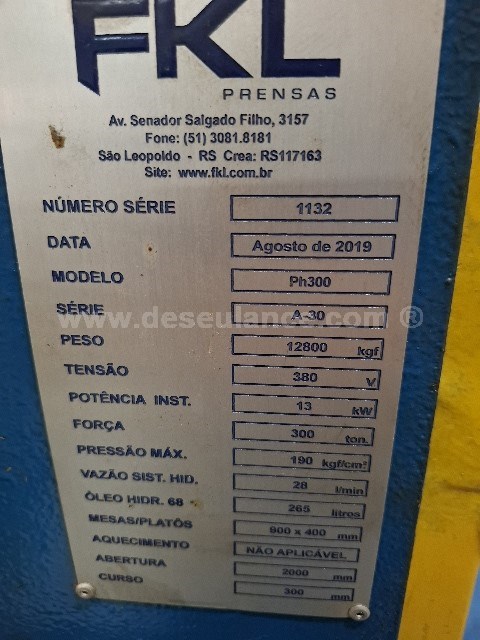 FKL
PRENSAS
Av. Senador Salgado Filho, 3157
Fone: (51) 3081.8181
São Leopoldo - RS Crea: RS117163
Site: www.fkl.com.br
NÚMERO SÉRIE 1132
DATA Agosto de 2019
MODELO Ph300
SÉRIE A-30
www.deseulance.com ®
PESO 12800 kgf
TENSÃO 380 V
POTÊNCIA INST. 13 kW
FORÇA 300 ton.
PRESSÃO MÁX. 190 kgf/cm²
VAZÃO SIST. HID. 28 l/min
ÓLEO HIDR. 68 265 litros
MESAS/PLATÔS 900 x 400 mm
AQUECIMENTO NÃO APLICÁVEL
ABERTURA 2000 mm
CURSO 300 mm